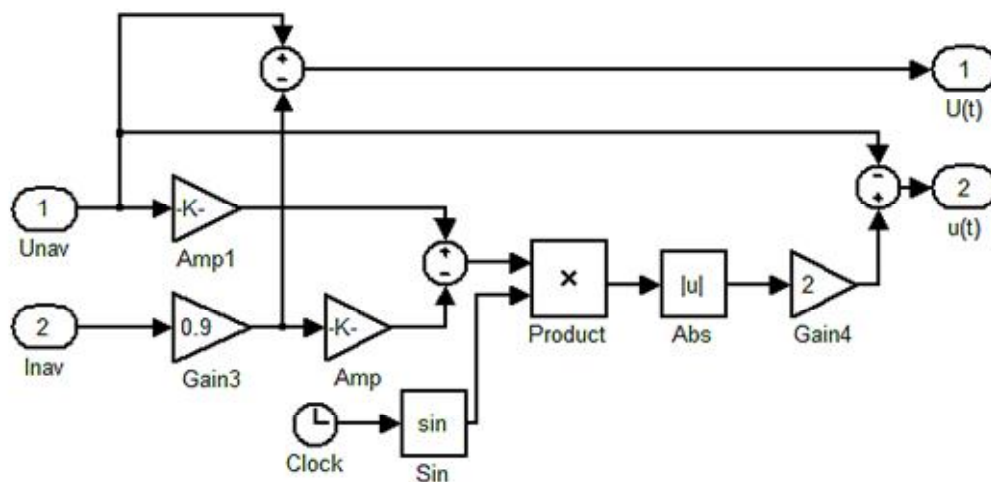 +
-
1
U(t)
-
+
2
u(t)
1
Unav
-K-
Amp1
+
-
×
Product
|u|
Abs
2
Gain4
2
Inav
0.9
Gain3
-K-
Amp
Clock
sin
Sin